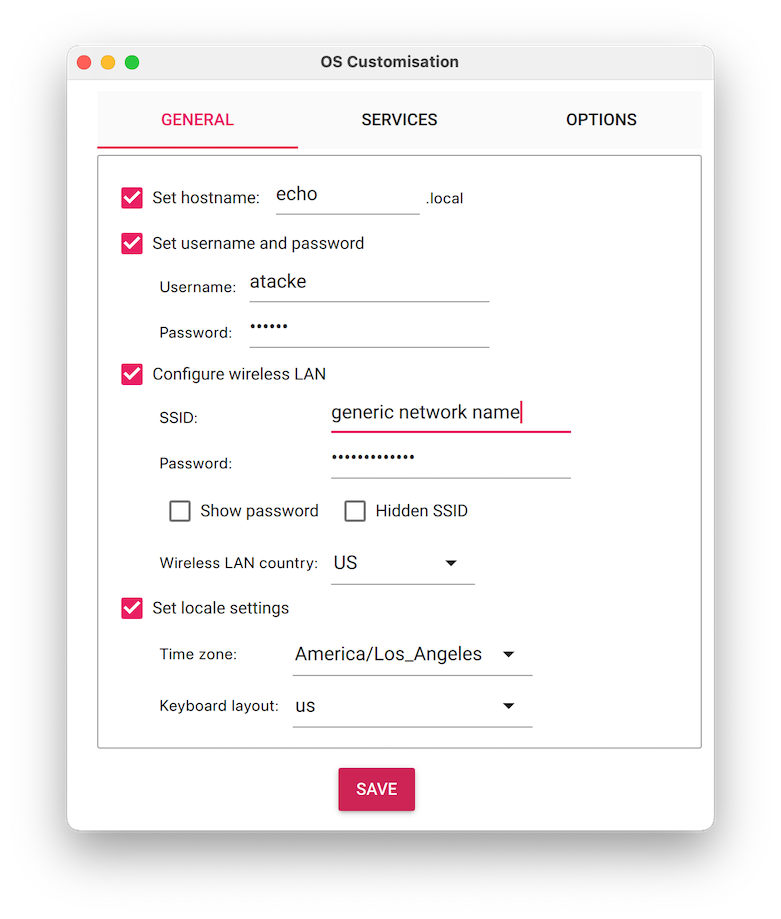 OS Customisation
GENERAL SERVICES OPTIONS
Set hostname: echo .local
Set username and password
Username: atacke
Password: ••••••
Configure wireless LAN
SSID: generic network name
Password: •••••••••••••
Show password Hidden SSID
Wireless LAN country: US
Set locale settings
Time zone: America/Los_Angeles
Keyboard layout: us
SAVE